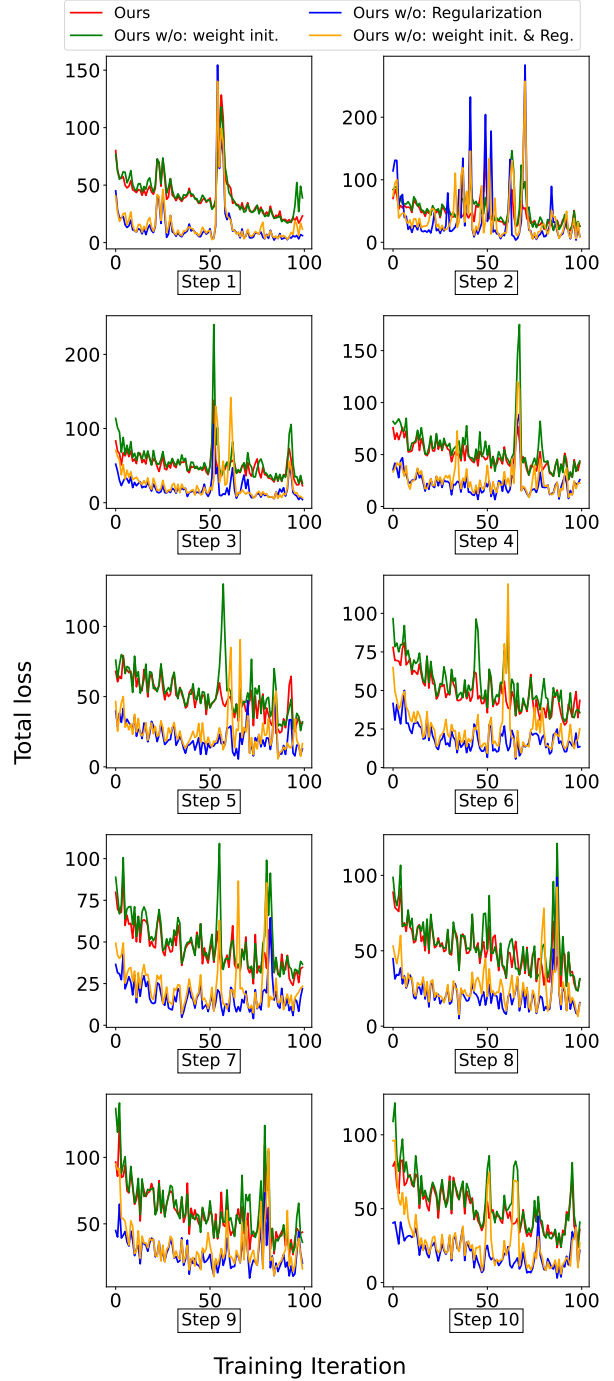 Ours
Ours w/o: Regularization
Ours w/o: weight init.
Ours w/o: weight init. & Reg.
150
100
50
0
0 50 100
Step 1
200
100
0
0 50 100
Step 2
200
100
0
0 50 100
Step 3
150
100
50
0
0 50 100
Step 4
100
50
0
0 50 100
Step 5
100
75
50
25
0
0 50 100
Step 6
100
75
50
25
0
0 50 100
Step 7
100
50
0
0 50 100
Step 8
100
50
0 50 100
Step 9
100
50
0
0 50 100
Step 10
Total loss
Training Iteration